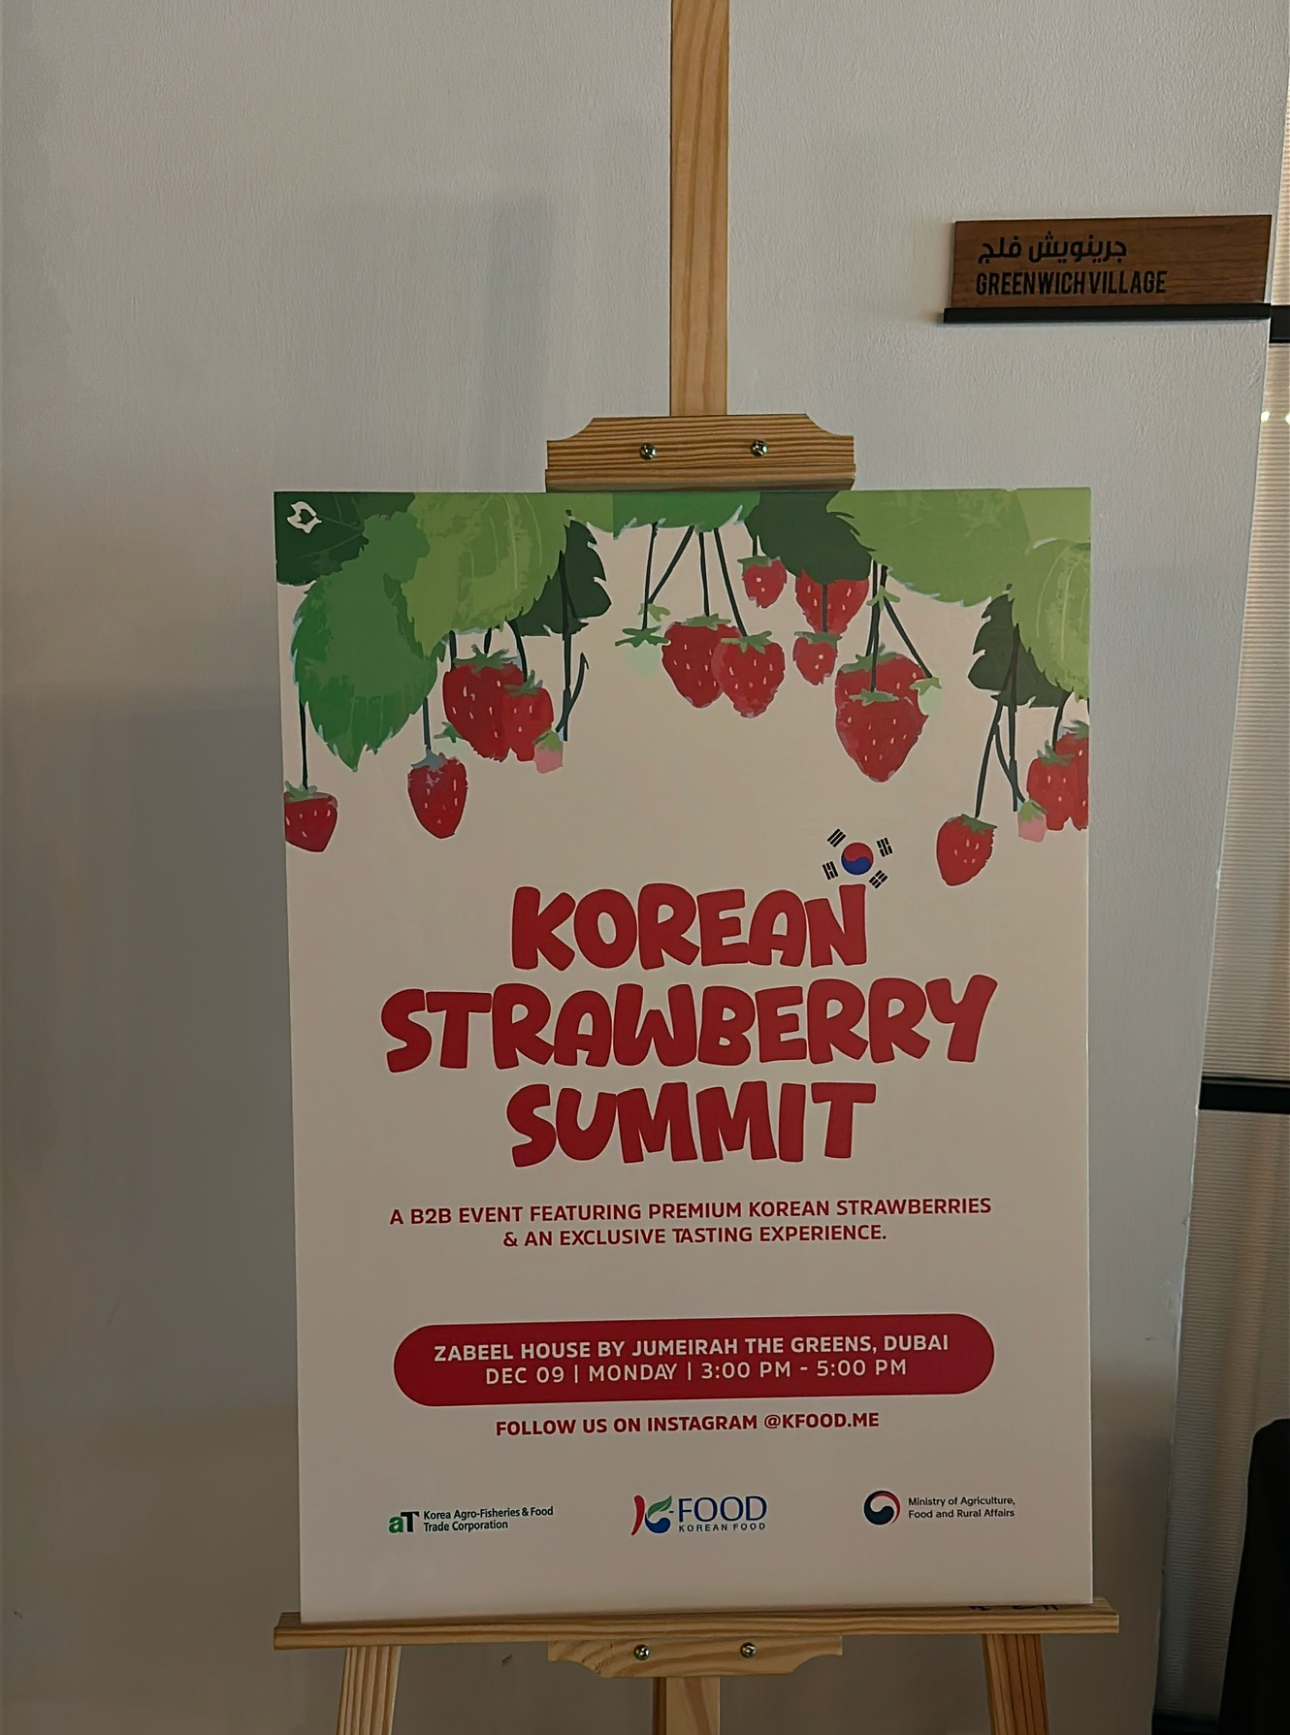 جرينويش فلج
GREENWICH VILLAGE
KOREAN
STRAWBERRY
SUMMIT
A B2B EVENT FEATURING PREMIUM KOREAN STRAWBERRIES
& AN EXCLUSIVE TASTING EXPERIENCE.
ZABEEL HOUSE BY JUMEIRAH THE GREENS, DUBAI
DEC 09 | MONDAY | 3:00 PM - 5:00 PM
FOLLOW US ON INSTAGRAM @KFOOD.ME
aT Korea Agro-Fisheries & Food
Trade Corporation
K-FOOD
KOREAN FOOD
Ministry of Agriculture,
Food and Rural Affairs